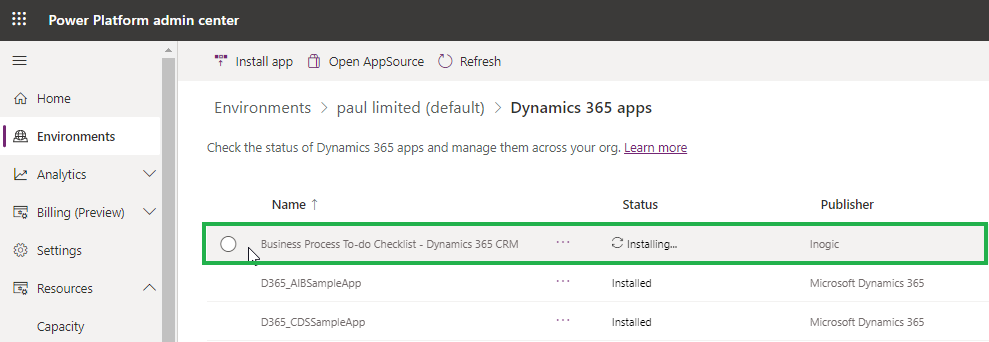 Power Platform admin center
Install app Open AppSource Refresh
Home
Environments > paul limited (default) > Dynamics 365 apps
Environments
Check the status of Dynamics 365 apps and manage them across your org. Learn more
Analytics
Billing (Preview)
Name ↑ Status Publisher
Settings
Business Process To-do Checklist - Dynamics 365 CRM ... Installing... Inogic
Resources
D365_AIBSampleApp ... Installed Microsoft Dynamics 365
Capacity
D365_CDSSampleApp ... Installed Microsoft Dynamics 365